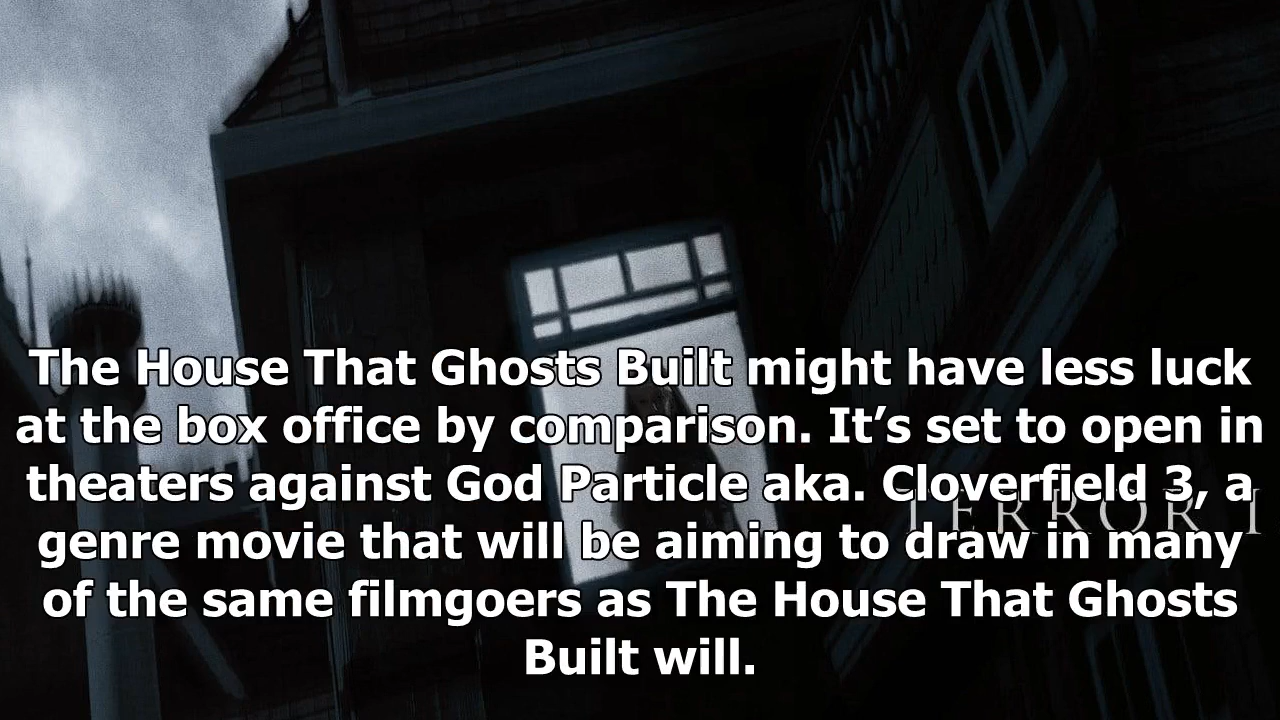 The House That Ghosts Built might have less luck
at the box office by comparison. It’s set to open in
theaters against God Particle aka. Cloverfield 3, a
TERROR I
genre movie that will be aiming to draw in many
of the same filmgoers as The House That Ghosts
Built will.